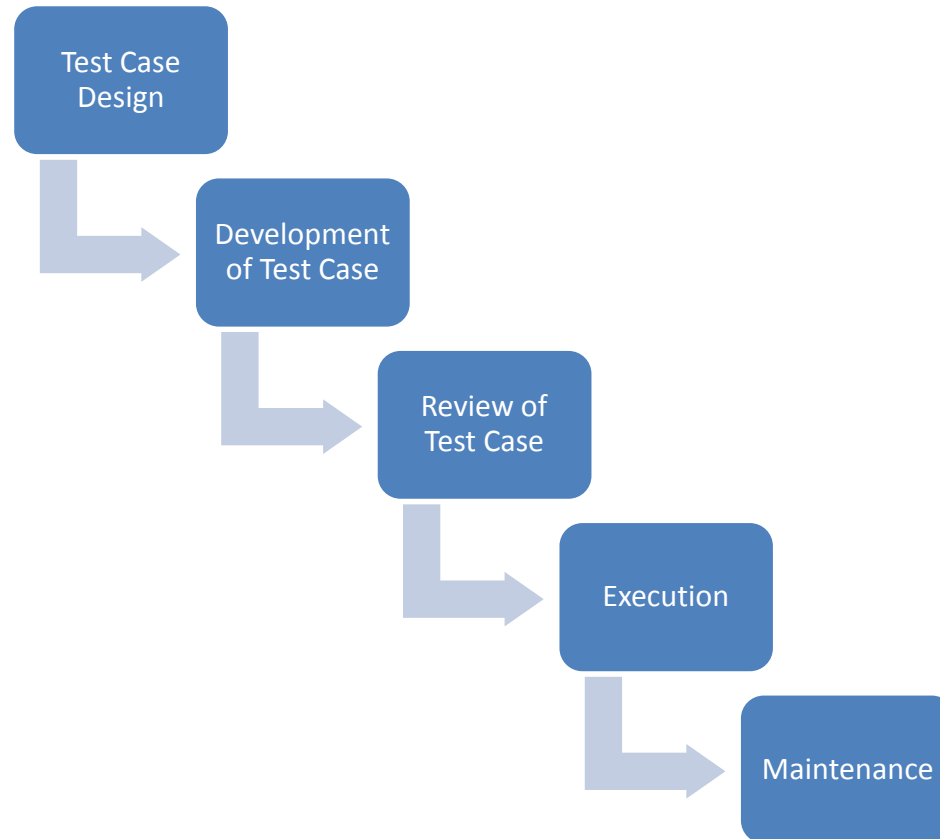 Test Case
Design
Development
of Test Case
Review of
Test Case
Execution
Maintenance